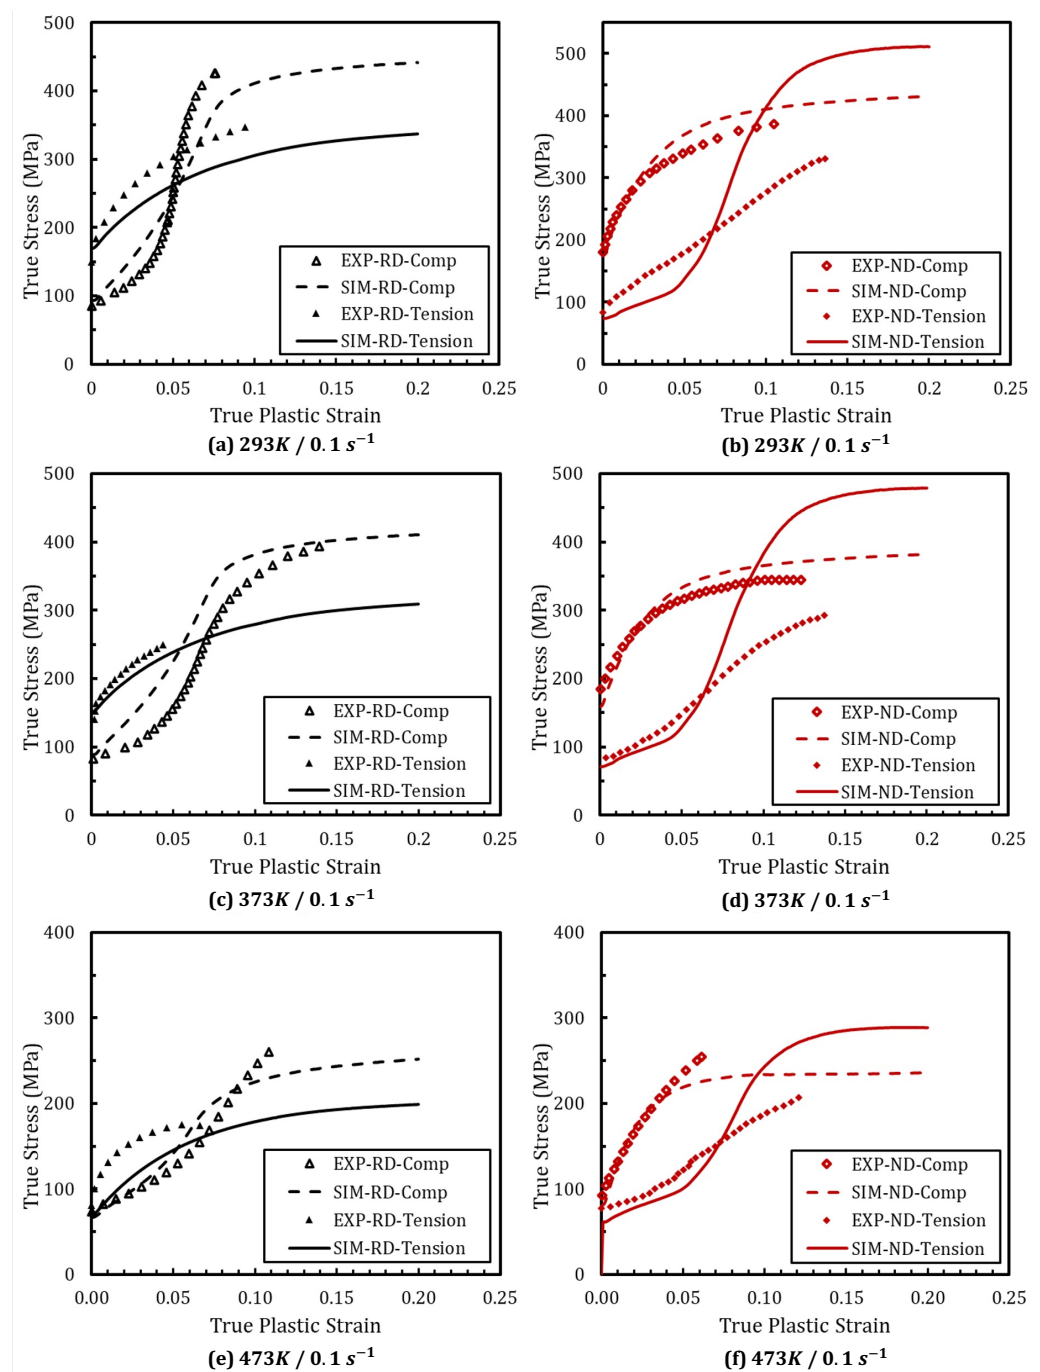 500
400
300
200
100
0
True Stress (MPa)
EXP-RD-Comp
SIM-RD-Comp
EXP-RD-Tension
SIM-RD-Tension
0
0.05
0.1
0.15
0.2
0.25
True Plastic Strain
(a) 293K / 0.1 s⁻¹
500
400
300
200
100
0
True Stress (MPa)
EXP-ND-Comp
SIM-ND-Comp
EXP-ND-Tension
SIM-ND-Tension
0
0.05
0.1
0.15
0.2
0.25
True Plastic Strain
(b) 293K / 0.1 s⁻¹
500
400
300
200
100
0
True Stress (MPa)
EXP-RD-Comp
SIM-RD-Comp
EXP-RD-Tension
SIM-RD-Tension
0
0.05
0.1
0.15
0.2
0.25
True Plastic Strain
(c) 373K / 0.1 s⁻¹
500
400
300
200
100
0
True Stress (MPa)
EXP-ND-Comp
SIM-ND-Comp
EXP-ND-Tension
SIM-ND-Tension
0
0.05
0.1
0.15
0.2
0.25
True Plastic Strain
(d) 373K / 0.1 s⁻¹
400
300
200
100
0
True Stress (MPa)
EXP-RD-Comp
SIM-RD-Comp
EXP-RD-Tension
SIM-RD-Tension
0.00
0.05
0.10
0.15
0.20
0.25
True Plastic Strain
(e) 473K / 0.1 s⁻¹
400
300
200
100
0
True Stress (MPa)
EXP-ND-Comp
SIM-ND-Comp
EXP-ND-Tension
SIM-ND-Tension
0.00
0.05
0.10
0.15
0.20
0.25
True Plastic Strain
(f) 473K / 0.1 s⁻¹